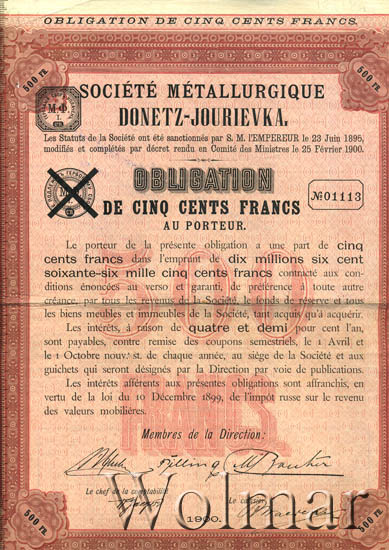 OBLIGATION DE CINQ CENTS FRANCS.
500 FR. 500 FR.
SOCIÉTÉ MÉTALLURGIQUE
DONETZ-JOURIEVKA.
Les Statuts de la Société ont été sanctionnés par S. M. l'EMPEREUR le 23 Juin 1895,
modifiés et complétés par décret rendu en Comité des Ministres le 25 Février 1900.
OBLIGATION
DE CINQ CENTS FRANCS
AU PORTEUR.
№01113
Le porteur de la présente obligation a une part de cinq
cents francs dans l'emprunt de dix millions six cent
soixante-six mille cinq cents francs contracté aux con-
ditions énoncées au verso et garanti, de préférence à toute
autre créance, par tous les revenus de la Société, le fonds de réserve et tous
les biens meubles et immeubles de la Société, tant acquis qu'à acquérir.
Les intérêts, à raison de quatre et demi pour cent l'an,
sont payables, contre remise des coupons semestriels, le 1 Avril et
le 1 Octobre nouv. st. de chaque année, au siège de la Société et aux
guichets qui seront désignés par la Direction par voie de publications.
Les intérêts afférents aux présentes obligations sont affranchis, en
vertu de la loi du 10 Décembre 1899, de l'impôt russe sur le revenu
des valeurs mobilières.
500
FRANCS
Membres de la Direction:
Le chef de la comptabilité
Le caissier
1900.
500 FR. 500 FR.
Wolmar